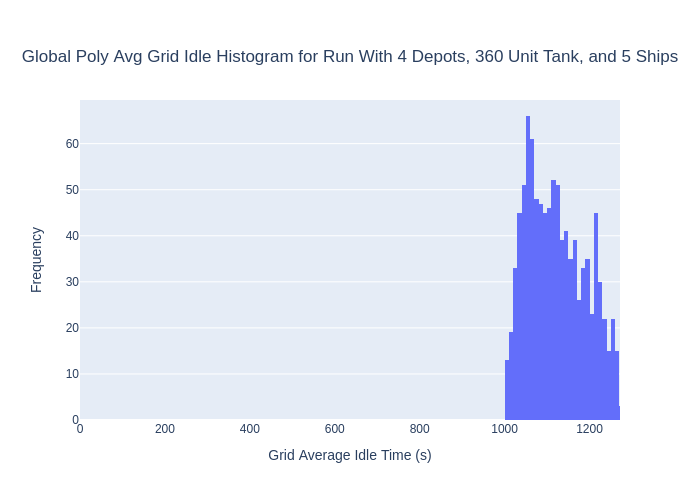 Global Poly Avg Grid Idle Histogram for Run With 4 Depots, 360 Unit Tank, and 5 Ships
Frequency
60
50
40
30
20
10
0
0 200 400 600 800 1000 1200
Grid Average Idle Time (s)